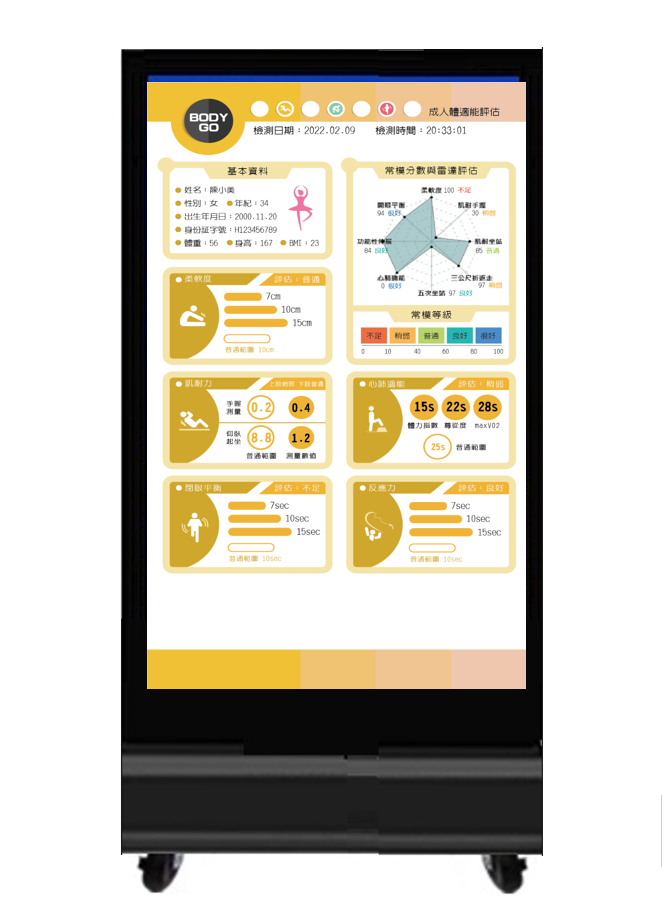 BODY
GO
成人體適能評估
檢測日期：2022.02.09 檢測時間：20:33:01
基本資料
姓名：陳小美
性別：女 年紀：34
出生年月日：2000.11.20
身份証字號：H123456789
體重：56 身高：167 BMI：23
常模分數與雷達評估
柔軟度 100 不足
開眼平衡
94 良好
肌耐手握
30 稍弱
功能性伸展
84 良好
肌耐坐站
85 普通
心肺適能
0 很好
三公尺折返走
97 稍弱
五次坐站 97 良好
常模等級
不足 稍弱 普通 良好 很好
0 10 40 60 80 100
柔軟度 評估：普通
7cm
10cm
15cm
普通範圍 10cm
肌耐力 上肢稍弱 下肢普通
手握
測量
0.2 0.4
仰臥
起坐
8.8 1.2
普通範圍 測量數值
心肺適能 評估：稍弱
15s 22s 28s
體力指數 尊從度 maxVO2
25s 普通範圍
閉眼平衡 評估：不足
7sec
10sec
15sec
普通範圍 10sec
反應力 評估：良好
7sec
10sec
15sec
普通範圍 10sec